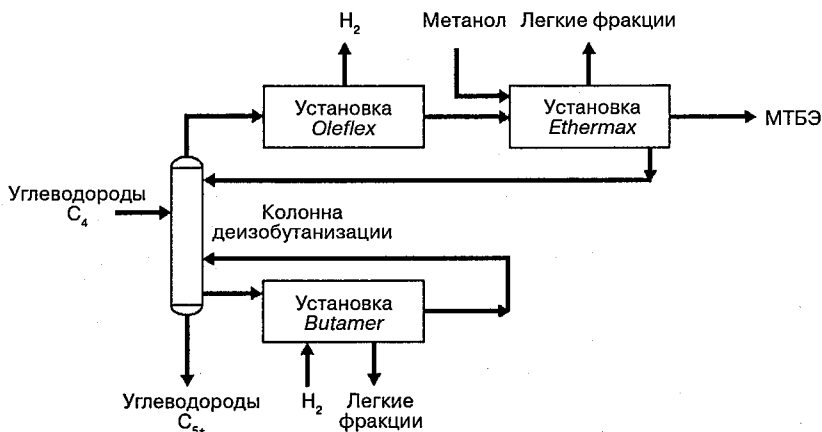 H₂
Метанол
Легкие фракции
Установка
Oleflex
Установка
Ethermax
МТБЭ
Углеводороды
C₄
Колонна
деизобутанизации
Установка
Butamer
Углеводороды
C₅₊
H₂
Легкие
фракции